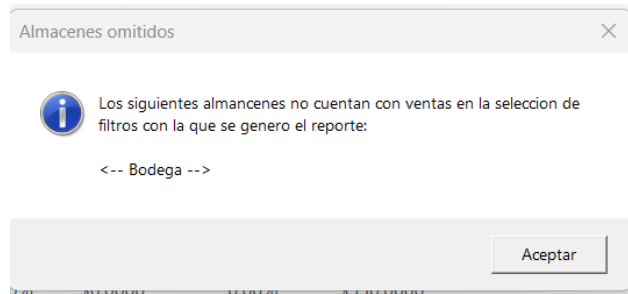 Almacenes omitidos
Los siguientes almancenes no cuentan con ventas en la seleccion de
filtros con la que se genero el reporte:
<-- Bodega -->
Aceptar